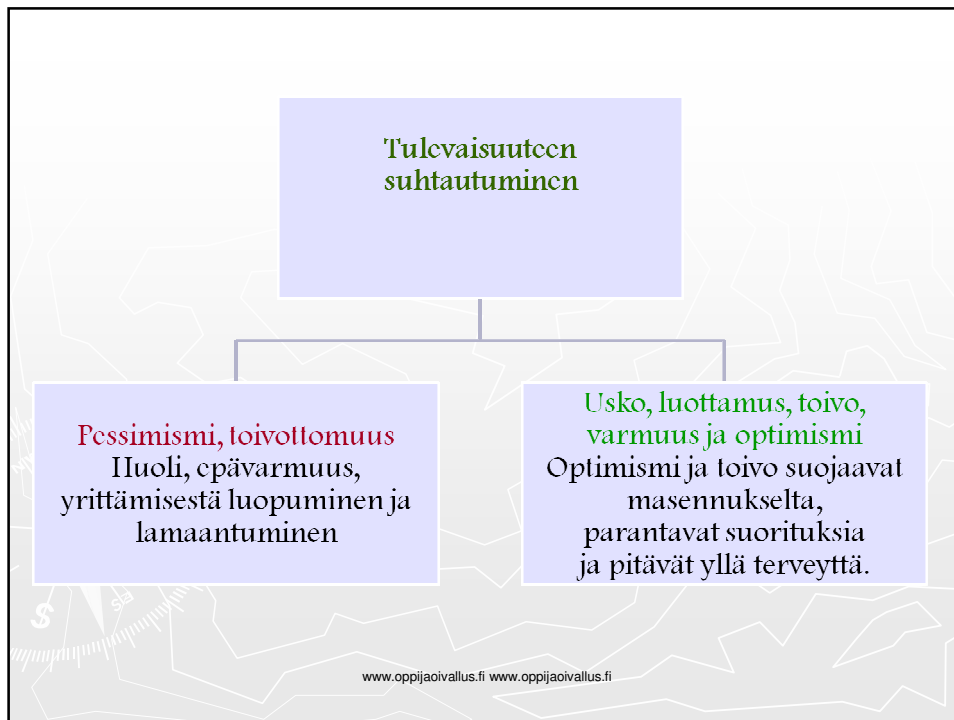 Tulevaisuuteen
suhtautuminen
Pessimismi, toivottomuus
Huoli, epävarmuus,
yrittämisestä luopuminen ja
lamaantuminen
Usko, luottamus, toivo,
varmuus ja optimismi
Optimismi ja toivo suojaavat
masennukselta,
parantavat suorituksia
ja pitävät yllä terveyttä.
S
SE
www.oppijaoivallus.fi www.oppijaoivallus.fi